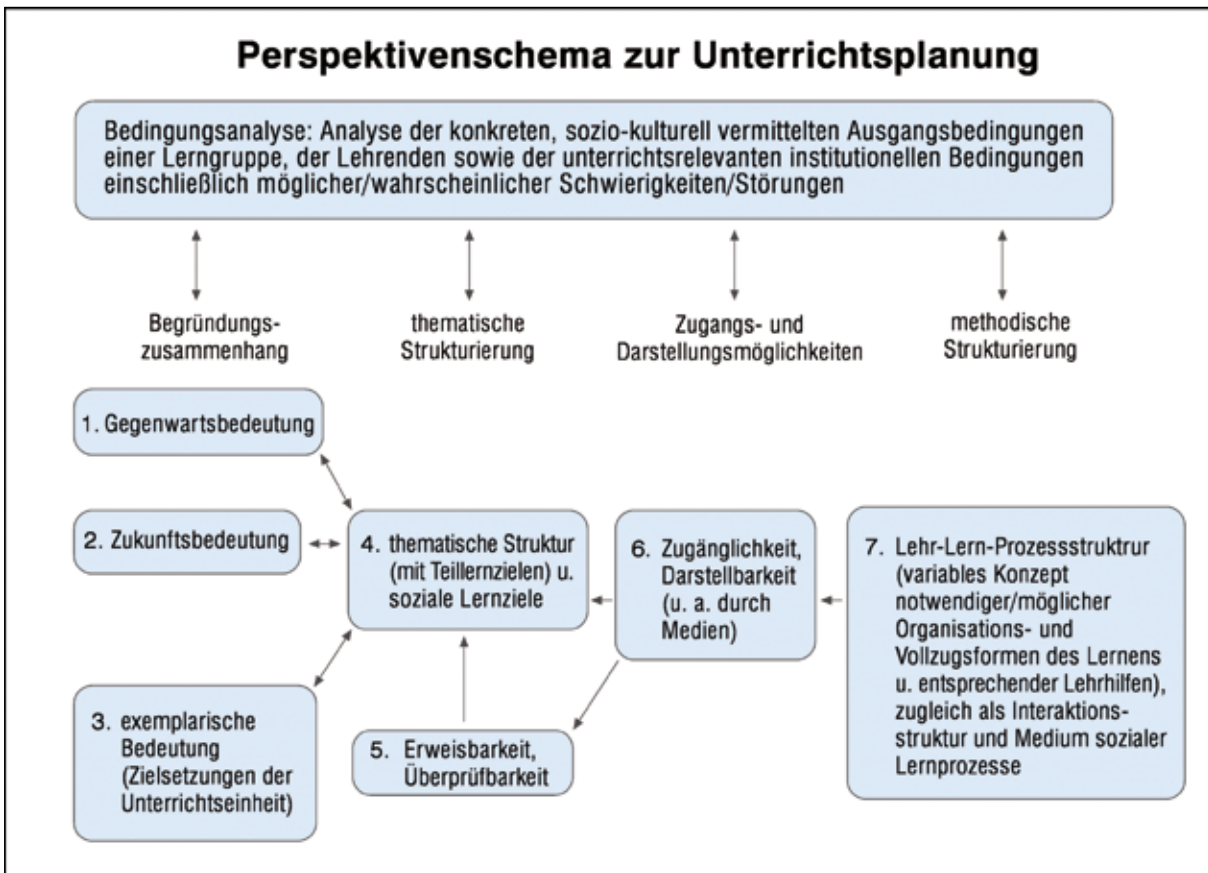 Perspektivenschema zur Unterrichtsplanung
Bedingungsanalyse: Analyse der konkreten, sozio-kulturell vermittelten Ausgangsbedingungen
einer Lerngruppe, der Lehrenden sowie der unterrichtsrelevanten institutionellen Bedingungen
einschließlich möglicher/wahrscheinlicher Schwierigkeiten/Störungen
Begründungs-
zusammenhang
thematische
Strukturierung
Zugangs- und
Darstellungsmöglichkeiten
methodische
Strukturierung
1. Gegenwartsbedeutung
2. Zukunftsbedeutung
3. exemplarische
Bedeutung
(Zielsetzungen der
Unterrichtseinheit)
4. thematische Struktur
(mit Teillernzielen) u.
soziale Lernziele
5. Erweisbarkeit,
Überprüfbarkeit
6. Zugänglichkeit,
Darstellbarkeit
(u. a. durch
Medien)
7. Lehr-Lern-Prozessstruktrur
(variables Konzept
notwendiger/möglicher
Organisations- und
Vollzugsformen des Lernens
u. entsprechender Lehrhilfen),
zugleich als Interaktions-
struktur und Medium sozialer
Lernprozesse